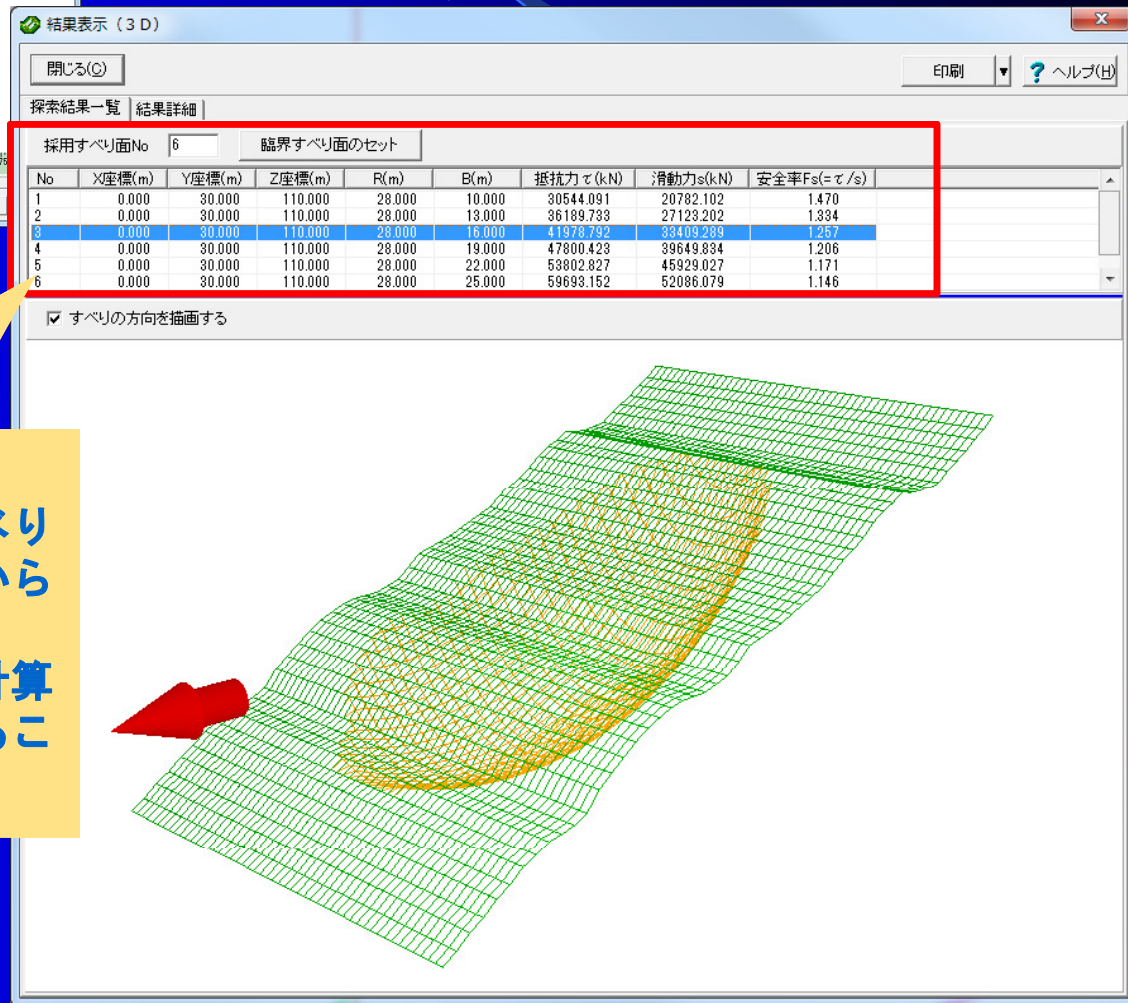 結果表示（３Ｄ）
閉じる(C)
印刷 ▼ ? ヘルプ(H)
探索結果一覧 結果詳細
採用すべり面No 6 臨界すべり面のセット
No X座標(m) Y座標(m) Z座標(m) R(m) B(m) 抵抗力τ(kN) 滑動力s(kN) 安全率Fs(=τ/s)
1 0.000 30.000 110.000 28.000 10.000 30544.091 20782.102 1.470
2 0.000 30.000 110.000 28.000 13.000 36189.733 27123.202 1.334
3 0.000 30.000 110.000 28.000 16.000 41978.792 33409.289 1.257
4 0.000 30.000 110.000 28.000 19.000 47800.423 39649.834 1.206
5 0.000 30.000 110.000 28.000 22.000 53802.827 45929.027 1.171
6 0.000 30.000 110.000 28.000 25.000 59693.152 52086.079 1.146
すべりの方向を描画する
べり
から
計算
るこ